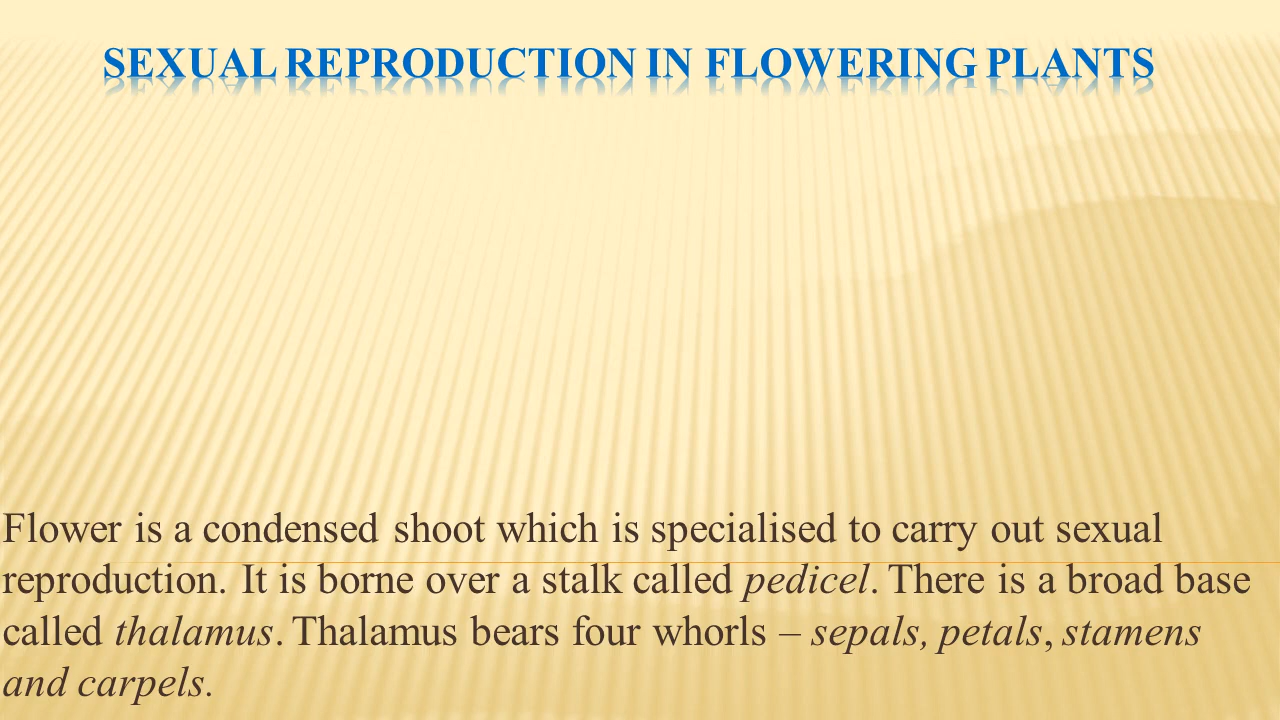 SEXUAL REPRODUCTION IN FLOWERING PLANTS
Flower is a condensed shoot which is specialised to carry out sexual
reproduction. It is borne over a stalk called pedicel. There is a broad base
called thalamus. Thalamus bears four whorls – sepals, petals, stamens
and carpels.